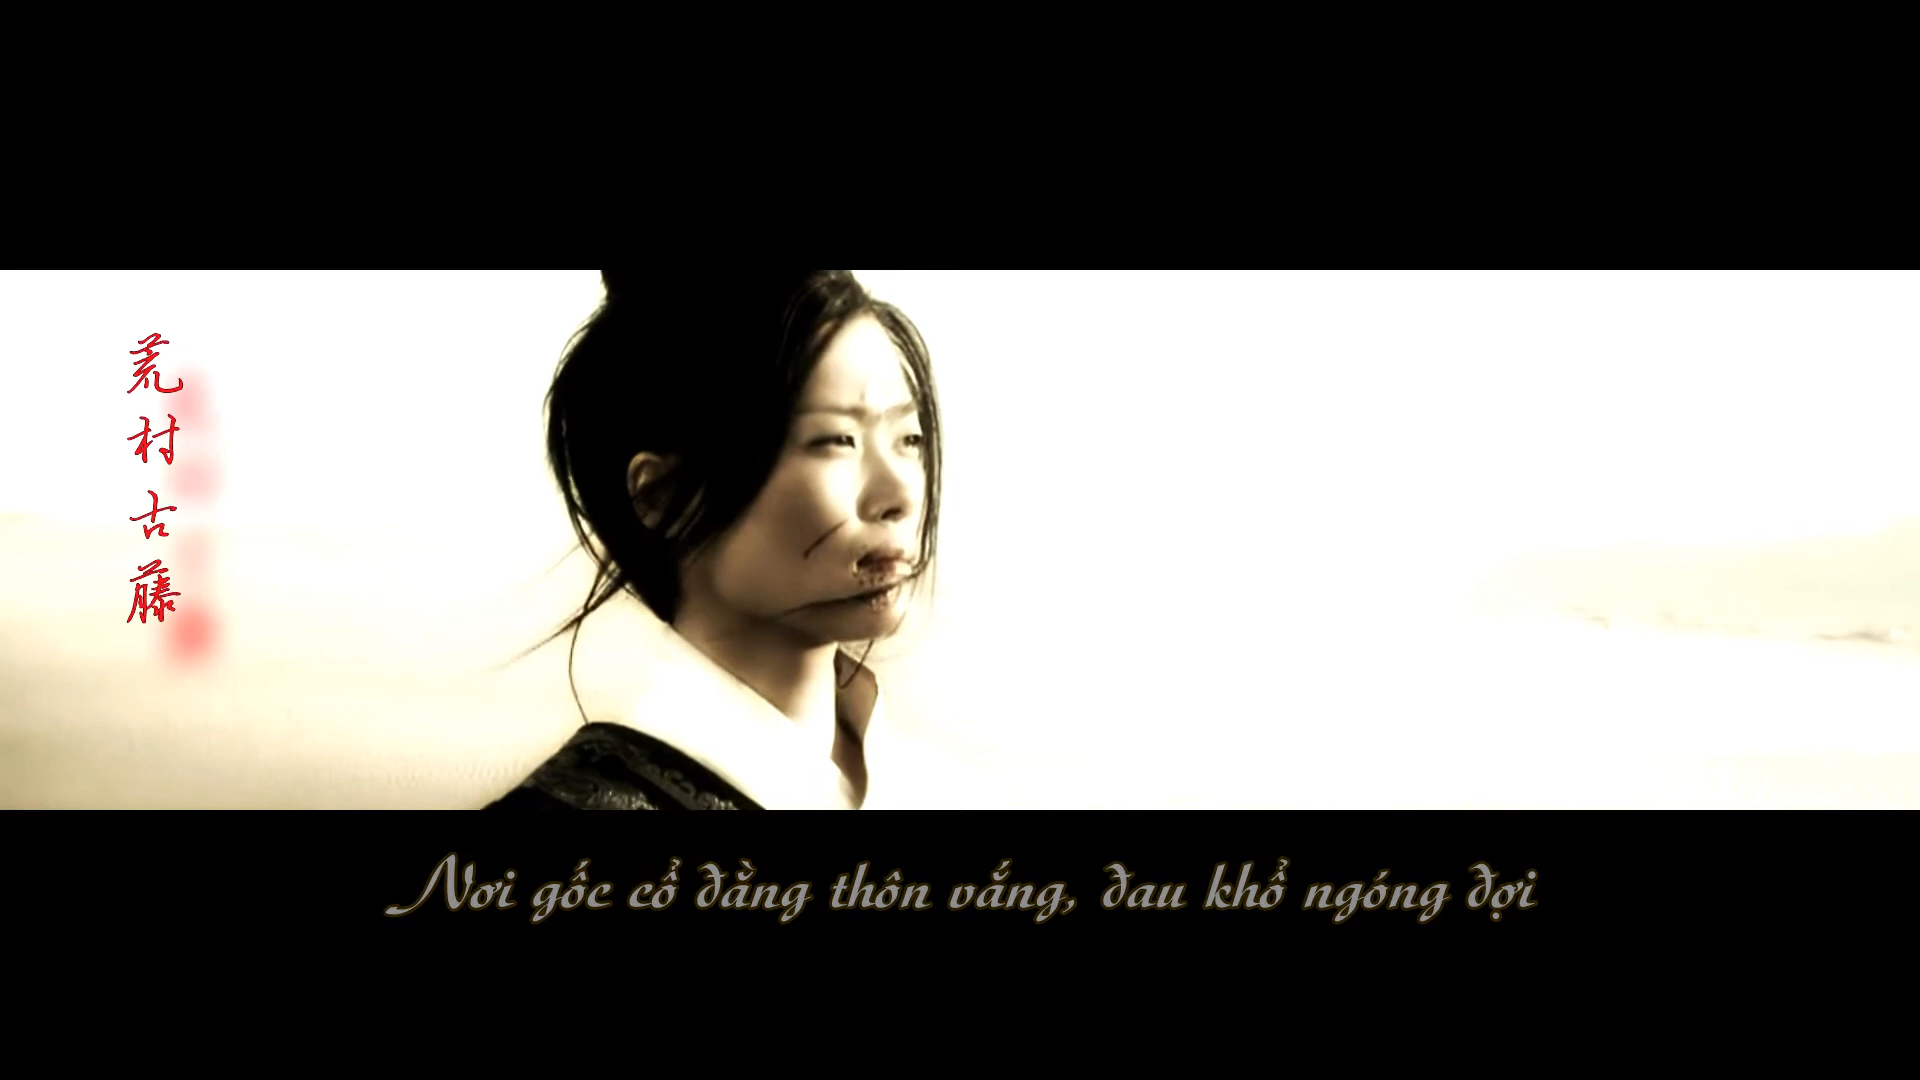 荒村古藤
Nơi gốc cổ đằng thôn vắng, đau khổ ngóng đợi